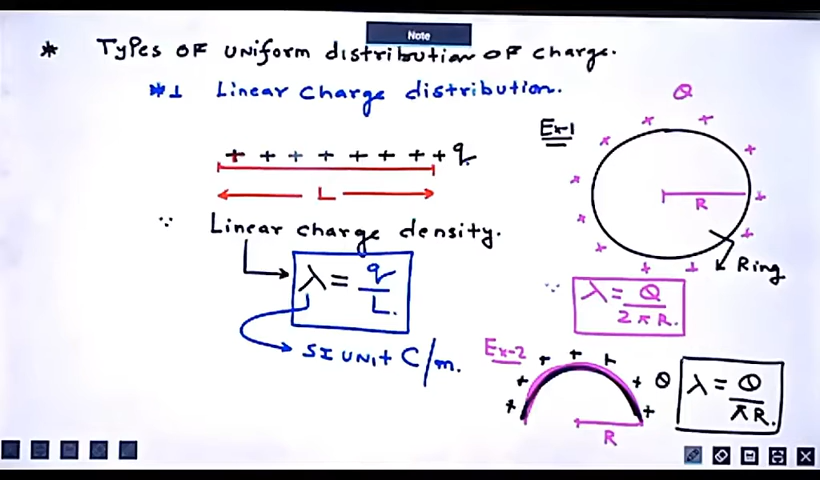 Note
* Types of uniform distribution of charge.
*1 Linear charge distribution.
+ + + + + + + + q
L
∵ Linear charge density.
λ = q/L.
SI unit C/m.
Ex-1
Q
R
Ring
∵ λ = Q/2πR.
Ex-2
Q
R
λ = Q/πR.